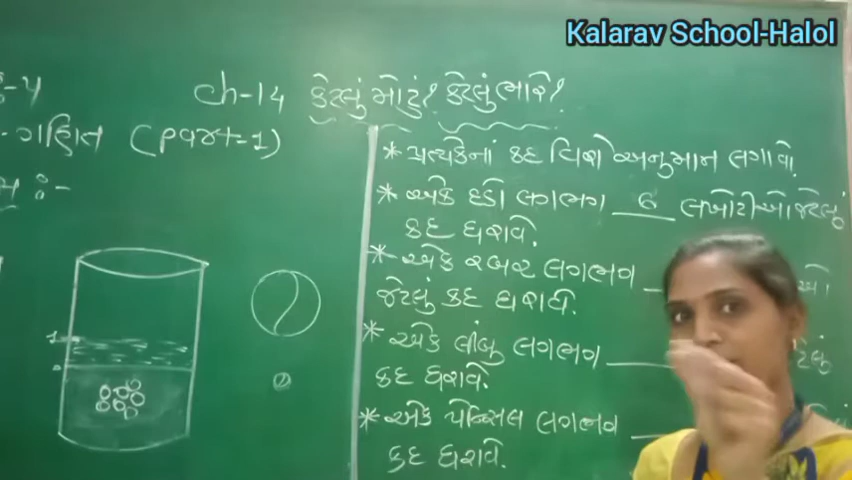 Kalarav School-Halol
ch-14 કેટલું મોટું? કેટલું ભારે?
ગણિત (part-1)
* પ્રત્યેકનાં કદ વિશે અનુમાન લગાવો.
* એક દડો લગભગ ૬ લખોટીઓ જેટલું
કદ ધરાવે.
* એક રબર લગભગ
જેટલું કદ ધરાવે.
* એક લીંબુ લગભગ
કદ ધરાવે.
* એક પેન્સિલ લગભગ
કદ ધરાવે.